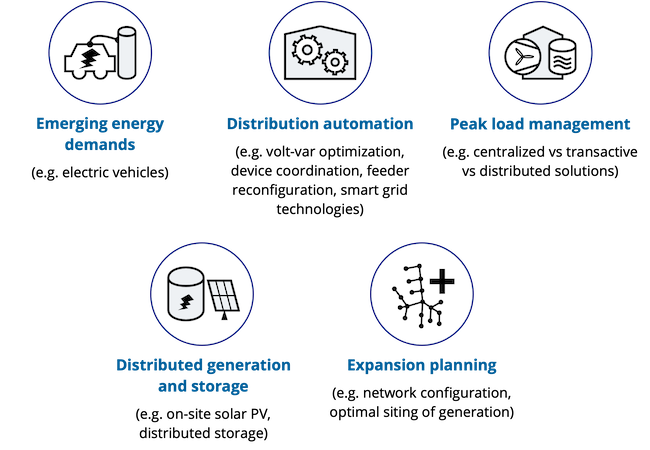 Emerging energy
demands
(e.g. electric vehicles)
Distribution automation
(e.g. volt-var optimization,
device coordination, feeder
reconfiguration, smart grid
technologies)
Peak load management
(e.g. centralized vs transactive
vs distributed solutions)
Distributed generation
and storage
(e.g. on-site solar PV,
distributed storage)
Expansion planning
(e.g. network configuration,
optimal siting of generation)